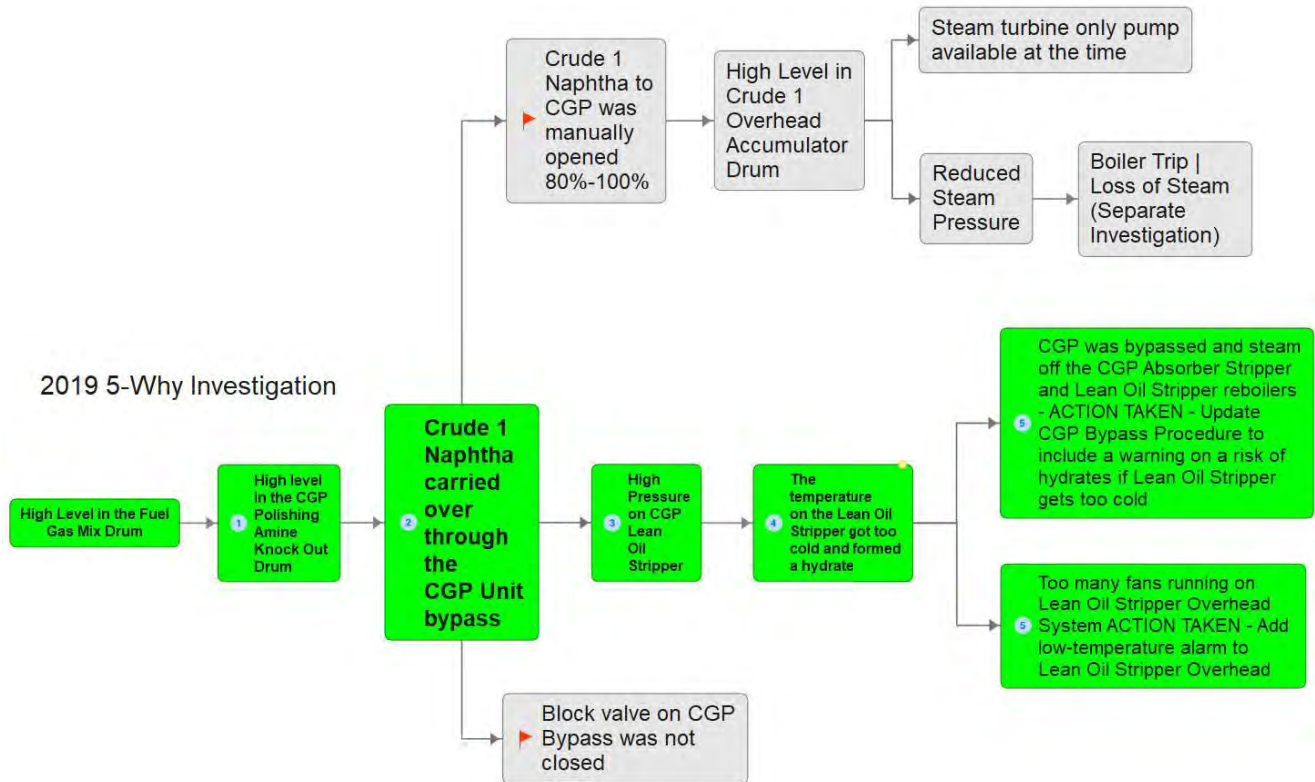 Steam turbine only pump
available at the time
Crude 1
Naphtha to
CGP was
manually
opened
80%-100%
High Level in
Crude 1
Overhead
Accumulator
Drum
Reduced
Steam
Pressure
Boiler Trip |
Loss of Steam
(Separate
Investigation)
2019 5-Why Investigation
High Level in the Fuel
Gas Mix Drum
1
High level
in the CGP
Polishing
Amine
Knock Out
Drum
2
Crude 1
Naphtha
carried
over
through
the
CGP Unit
bypass
3
High
Pressure
on CGP
Lean
Oil
Stripper
4
The
temperature
on the Lean Oil
Stripper got too
cold and formed
a hydrate
5
CGP was bypassed and steam
off the CGP Absorber Stripper
and Lean Oil Stripper reboilers
- ACTION TAKEN - Update
CGP Bypass Procedure to
include a warning on a risk of
hydrates if Lean Oil Stripper
gets too cold
5
Too many fans running on
Lean Oil Stripper Overhead
System ACTION TAKEN - Add
low-temperature alarm to
Lean Oil Stripper Overhead
Block valve on CGP
Bypass was not
closed